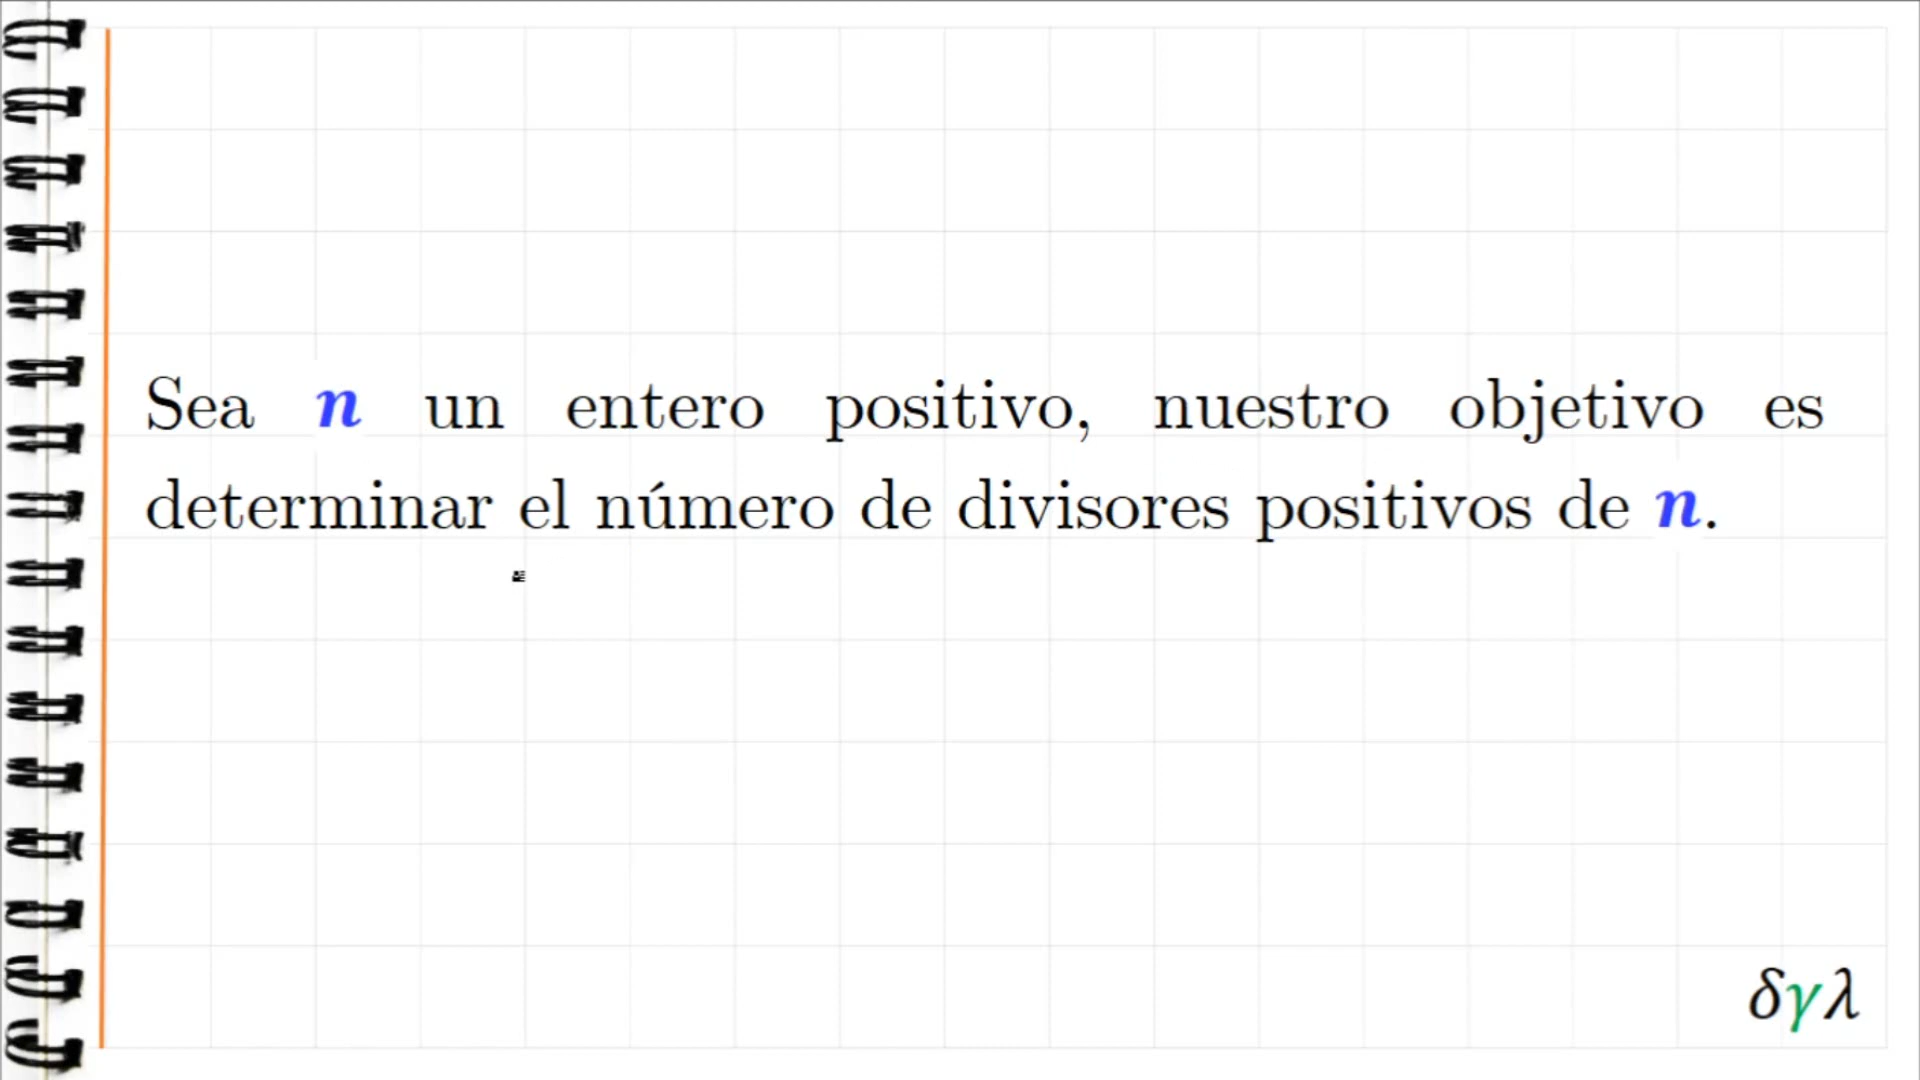 Sea n un entero positivo, nuestro objetivo es
determinar el número de divisores positivos de n.
δγλ